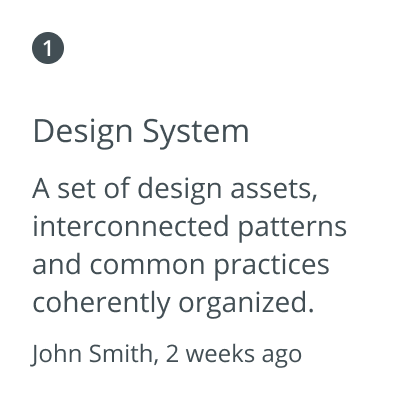 1
Design System
A set of design assets,
interconnected patterns
and common practices
coherently organized.
John Smith, 2 weeks ago